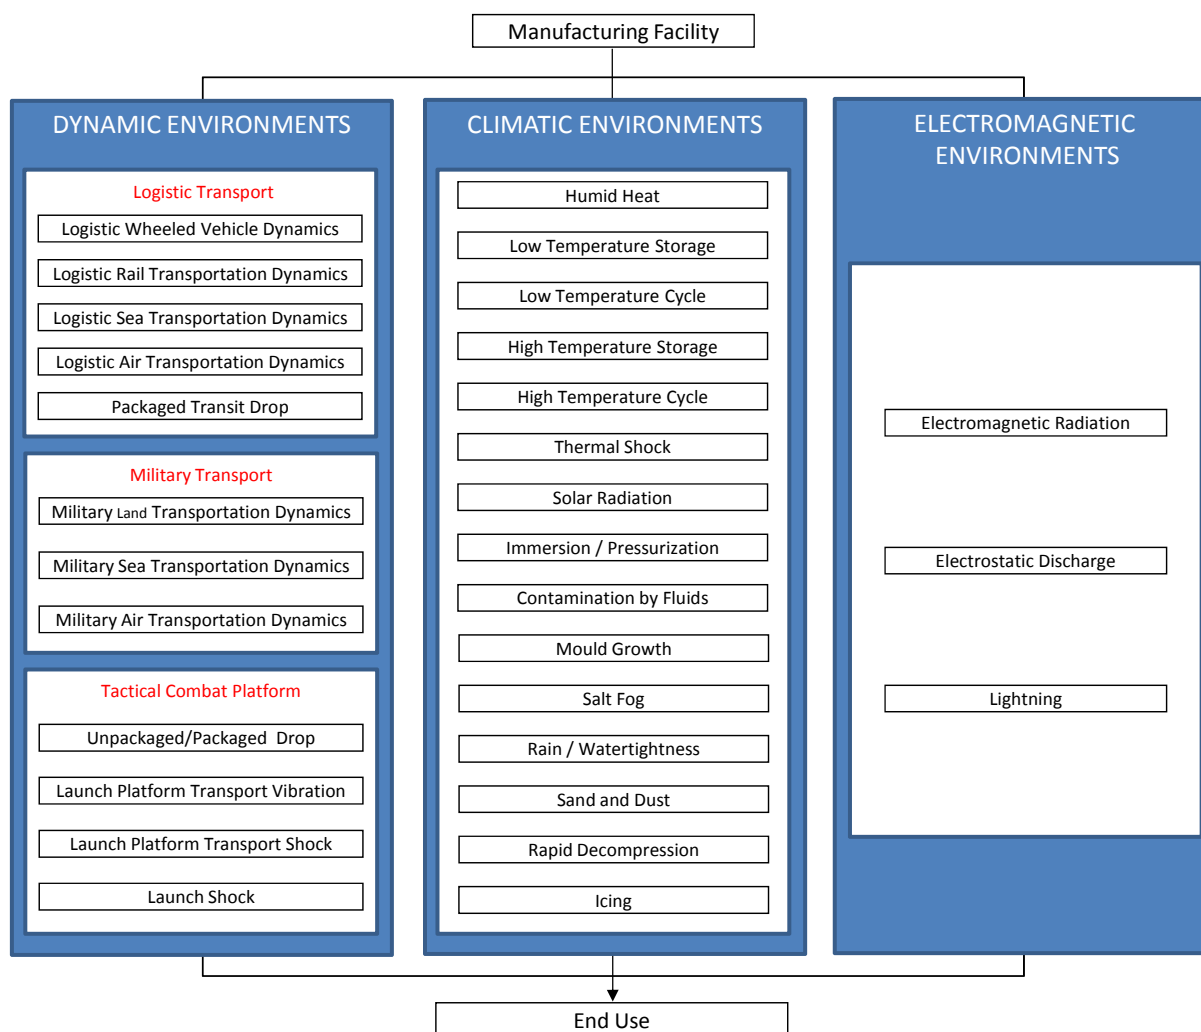 Manufacturing Facility
DYNAMIC ENVIRONMENTS
Logistic Transport
Logistic Wheeled Vehicle Dynamics
Logistic Rail Transportation Dynamics
Logistic Sea Transportation Dynamics
Logistic Air Transportation Dynamics
Packaged Transit Drop
Military Transport
Military Land Transportation Dynamics
Military Sea Transportation Dynamics
Military Air Transportation Dynamics
Tactical Combat Platform
Unpackaged/Packaged Drop
Launch Platform Transport Vibration
Launch Platform Transport Shock
Launch Shock
CLIMATIC ENVIRONMENTS
Humid Heat
Low Temperature Storage
Low Temperature Cycle
High Temperature Storage
High Temperature Cycle
Thermal Shock
Solar Radiation
Immersion / Pressurization
Contamination by Fluids
Mould Growth
Salt Fog
Rain / Watertightness
Sand and Dust
Rapid Decompression
Icing
ELECTROMAGNETIC
ENVIRONMENTS
Electromagnetic Radiation
Electrostatic Discharge
Lightning
End Use